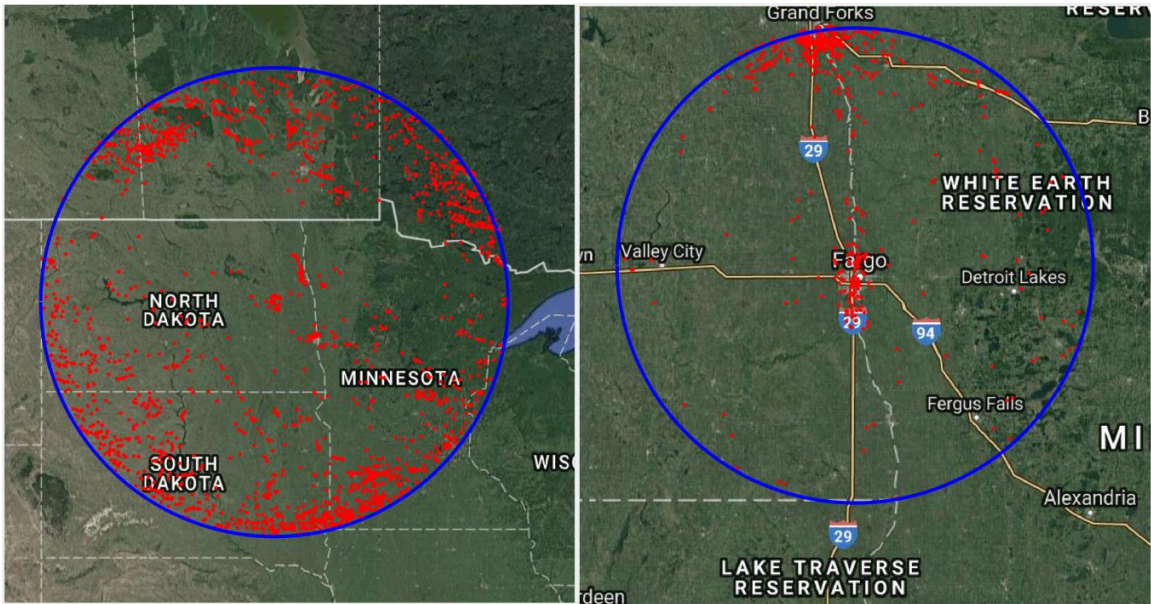 NORTH
DAKOTA
MINNESOTA
SOUTH
DAKOTA
WISC
Grand Forks
RESERV
29
B
WHITE EARTH
RESERVATION
vn
Valley City
Fargo
Detroit Lakes
29
94
Fergus Falls
MI
Alexandria
29
LAKE TRAVERSE
RESERVATION
rdeen